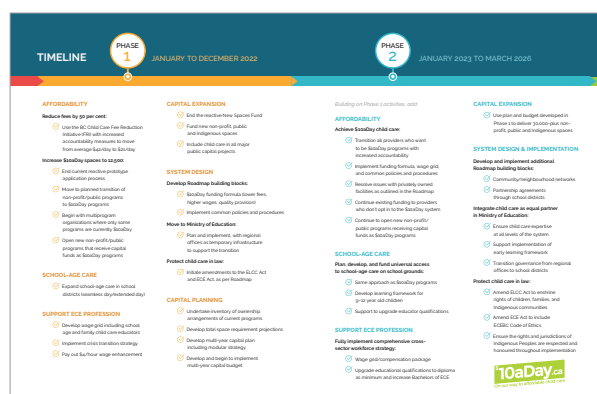 TIMELINE
PHASE
1
JANUARY TO DECEMBER 2022
PHASE
2
JANUARY 2023 TO MARCH 2026
AFFORDABILITY
Reduce fees by 50 per cent:
Use the BC Child Care Fee Reduction
Initiative (FRI) with increased
accountability measures to move
from average $42/day to $21/day
Increase $10aDay spaces to 12,500:
End current reactive prototype
application process
Move to planned transition of
non-profit/public programs
to $10aDay programs
Begin with multiprogram
organizations where only some
programs are currently $10aDay
Open new non-profit/public
programs that receive capital
funds as $10aDay programs
SCHOOL-AGE CARE
Expand school-age care in school
districts (seamless day/extended day)
SUPPORT ECE PROFESSION
Develop wage grid including school
age and family child care educators
Implement crisis transition strategy
Pay out $4/hour wage enhancement
CAPITAL EXPANSION
End the reactive New Spaces Fund
Fund new non-profit, public
and Indigenous spaces
Include child care in all major
public capital projects
SYSTEM DESIGN
Develop Roadmap building blocks:
$10aDay funding formula (lower fees,
higher wages, quality provision)
Implement common policies and procedures
Move to Ministry of Education:
Plan and implement, with regional
offices as temporary infrastructure
to support the transition
Protect child care in law:
Initiate amendments to the ELCC Act
and ECE Act, as per Roadmap
CAPITAL PLANNING
Undertake inventory of ownership
arrangements of current programs
Develop total space requirement projections
Develop multi-year capital plan
including modular strategy
Develop and begin to implement
multi-year capital budget
Building on Phase 1 activities, add:
AFFORDABILITY
Achieve $10aDay child care:
Transition all providers who want
to be $10aDay programs with
increased accountability
Implement funding formula, wage grid,
and common policies and procedures
Resolve issues with privately owned
facilities as outlined in the Roadmap
Continue existing funding to providers
who don't opt in to the $10aDay system
Continue to open new non-profit/
public programs receiving capital
funds as $10aDay programs
SCHOOL-AGE CARE
Plan, develop, and fund universal access
to school-age care on school grounds:
Same approach as $10aDay programs
Develop learning framework for
9–12 year old children
Support to upgrade educator qualifications
SUPPORT ECE PROFESSION
Fully implement comprehensive cross-
sector workforce strategy:
Wage grid/compensation package
Upgrade educational qualifications to diploma
as minimum and increase Bachelors of ECE
CAPITAL EXPANSION
Use plan and budget developed in
Phase 1 to deliver 30,000-plus non-
profit, public and Indigenous spaces
SYSTEM DESIGN & IMPLEMENTATION
Develop and implement additional
Roadmap building blocks:
Community/neighbourhood networks
Partnership agreements
through school districts
Integrate child care as equal partner
in Ministry of Education:
Ensure child care expertise
at all levels of the system
Support implementation of
early learning framework
Transition governance from regional
offices to school districts
Protect child care in law:
Amend ELCC Act to enshrine
rights of children, families, and
Indigenous communities
Amend ECE Act to include
ECEBC Code of Ethics
Ensure the rights and jurisdictions of
Indigenous Peoples are respected and
honoured throughout implementation
$10aDay.ca